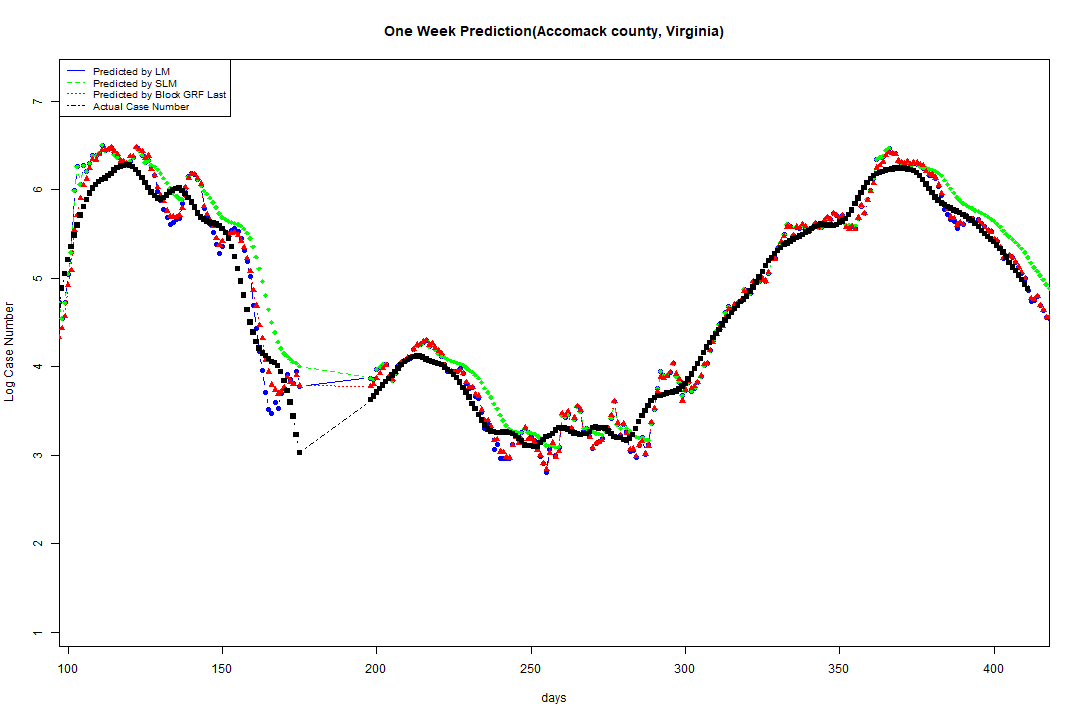 One Week Prediction(Accomack county, Virginia)
Predicted by LM
Predicted by SLM
Predicted by Block GRF Last
Actual Case Number
7
6
5
4
3
2
1
Log Case Number
100 150 200 250 300 350 400
days